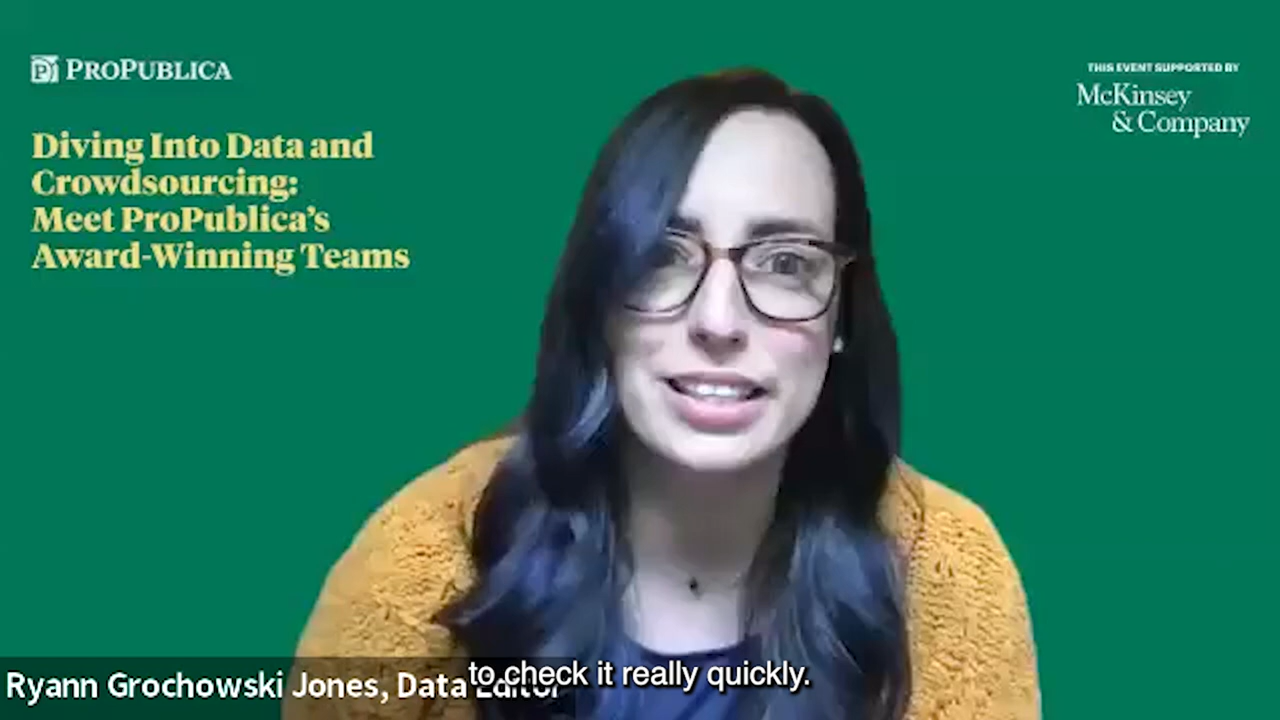 PROPUBLICA
Diving Into Data and
Crowdsourcing:
Meet ProPublica's
Award-Winning Teams
THIS EVENT SUPPORTED BY
McKinsey
& Company
to check it really quickly.
Ryann Grochowski Jones, Data Editor